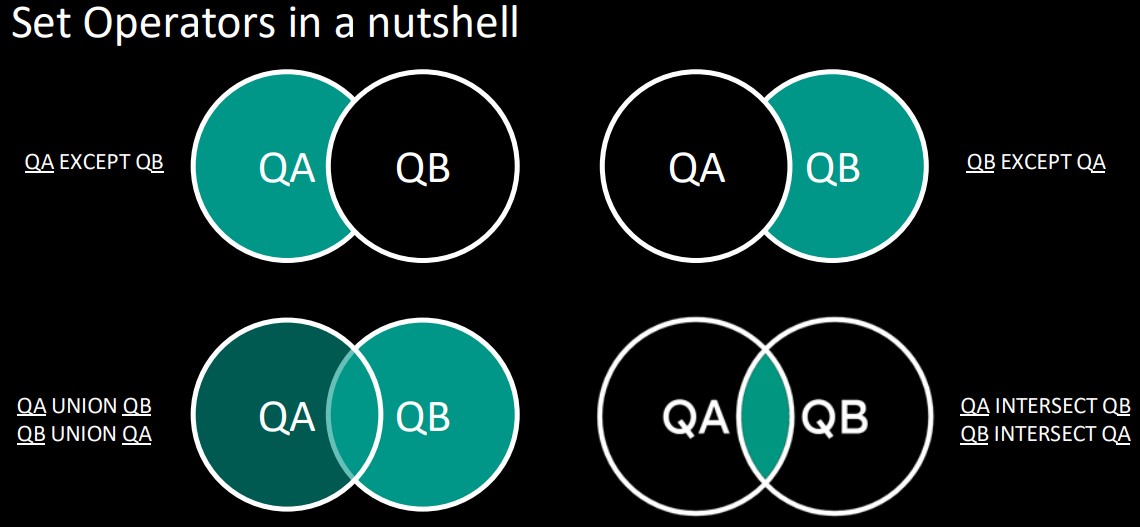 Set Operators in a nutshell
QA EXCEPT QB
QA
QB
QA
QB
QB EXCEPT QA
QA UNION QB
QB UNION QA
QA
QB
QA
QB
QA INTERSECT QB
QB INTERSECT QA